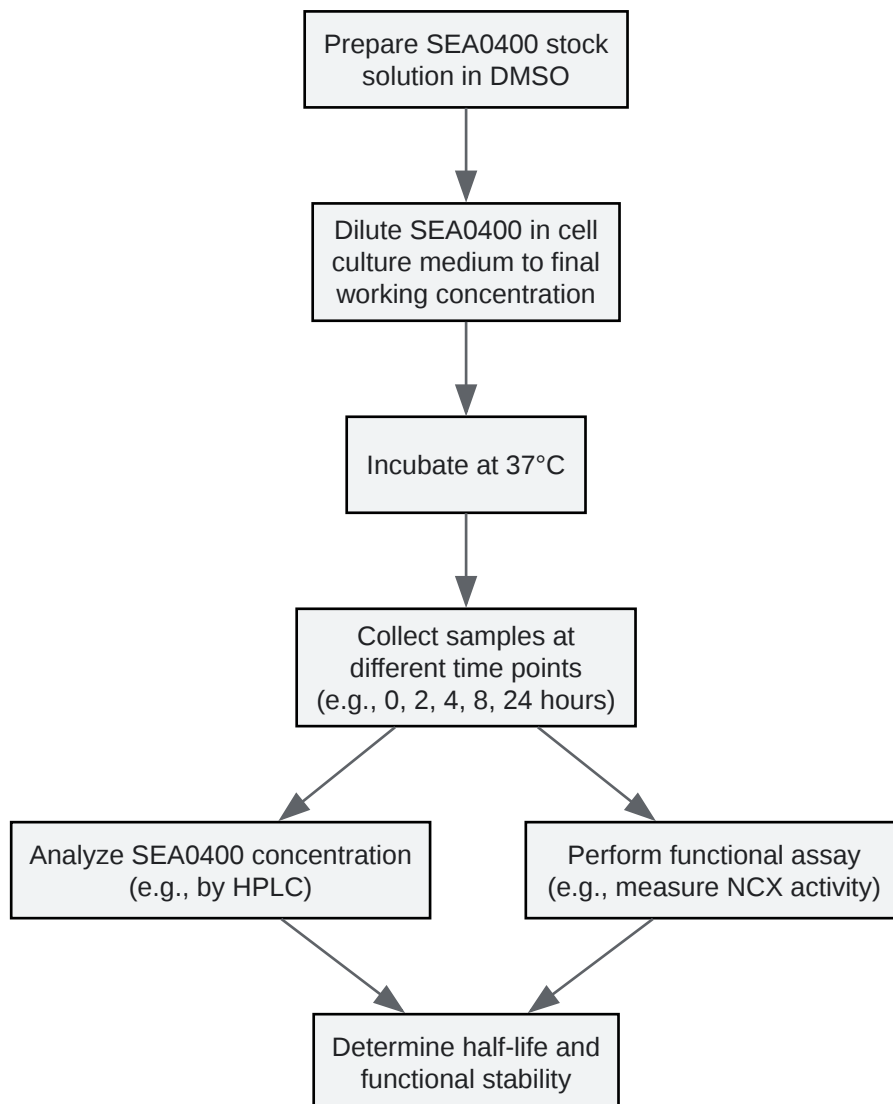 Prepare SEA0400 stock
solution in DMSO
Dilute SEA0400 in cell
culture medium to final
working concentration
Incubate at 37°C
Collect samples at
different time points
(e.g., 0, 2, 4, 8, 24 hours)
Analyze SEA0400 concentration
(e.g., by HPLC)
Perform functional assay
(e.g., measure NCX activity)
Determine half-life and
functional stability